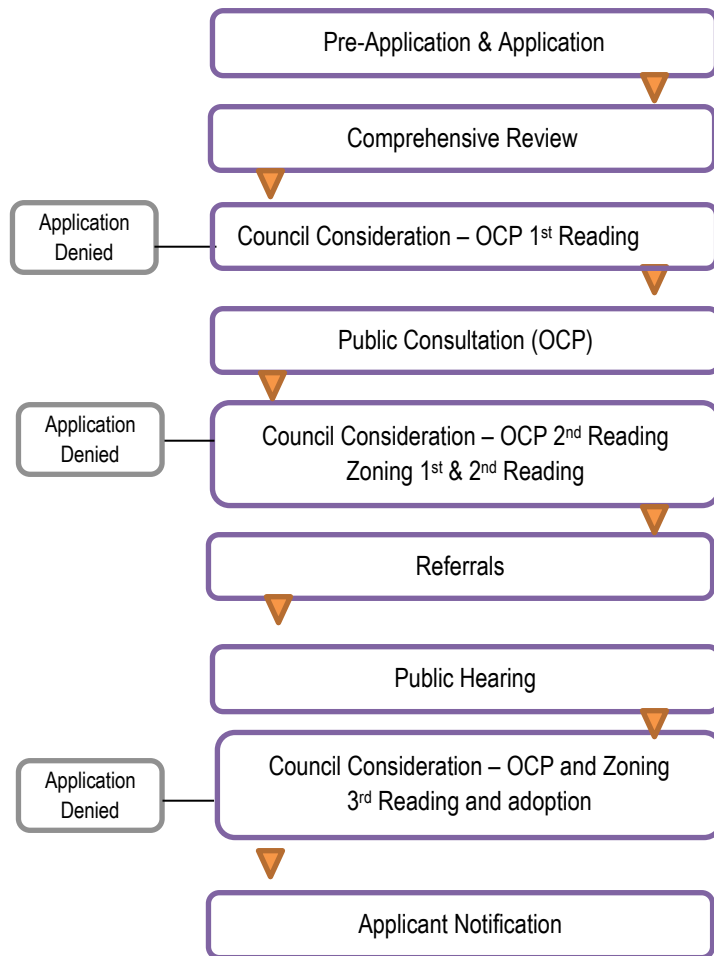 Pre-Application & Application
Comprehensive Review
Application
Denied
Council Consideration – OCP 1st Reading
Public Consultation (OCP)
Application
Denied
Council Consideration – OCP 2nd Reading
Zoning 1st & 2nd Reading
Referrals
Public Hearing
Application
Denied
Council Consideration – OCP and Zoning
3rd Reading and adoption
Applicant Notification